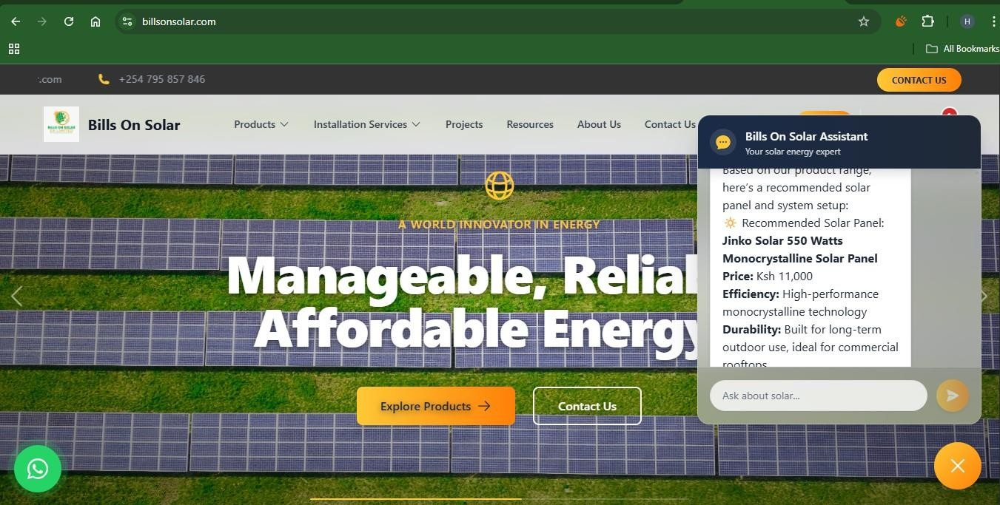 billsonsolar.com
H
All Bookmarks
.com
+254 795 857 846
CONTACT US
Bills On Solar
Products
Installation Services
Projects
Resources
About Us
Contact Us
Bills On Solar Assistant
Your solar energy expert
Based on our product range,
here's a recommended solar
panel and system setup:
Recommended Solar Panel:
Jinko Solar 550 Watts
Monocrystalline Solar Panel
Price: Ksh 11,000
Efficiency: High-performance
monocrystalline technology
Durability: Built for long-term
outdoor use, ideal for commercial
rooftops
Ask about solar...
A WORLD INNOVATOR IN ENERGY
Manageable, Reliab
Affordable Energy
Explore Products
Contact Us